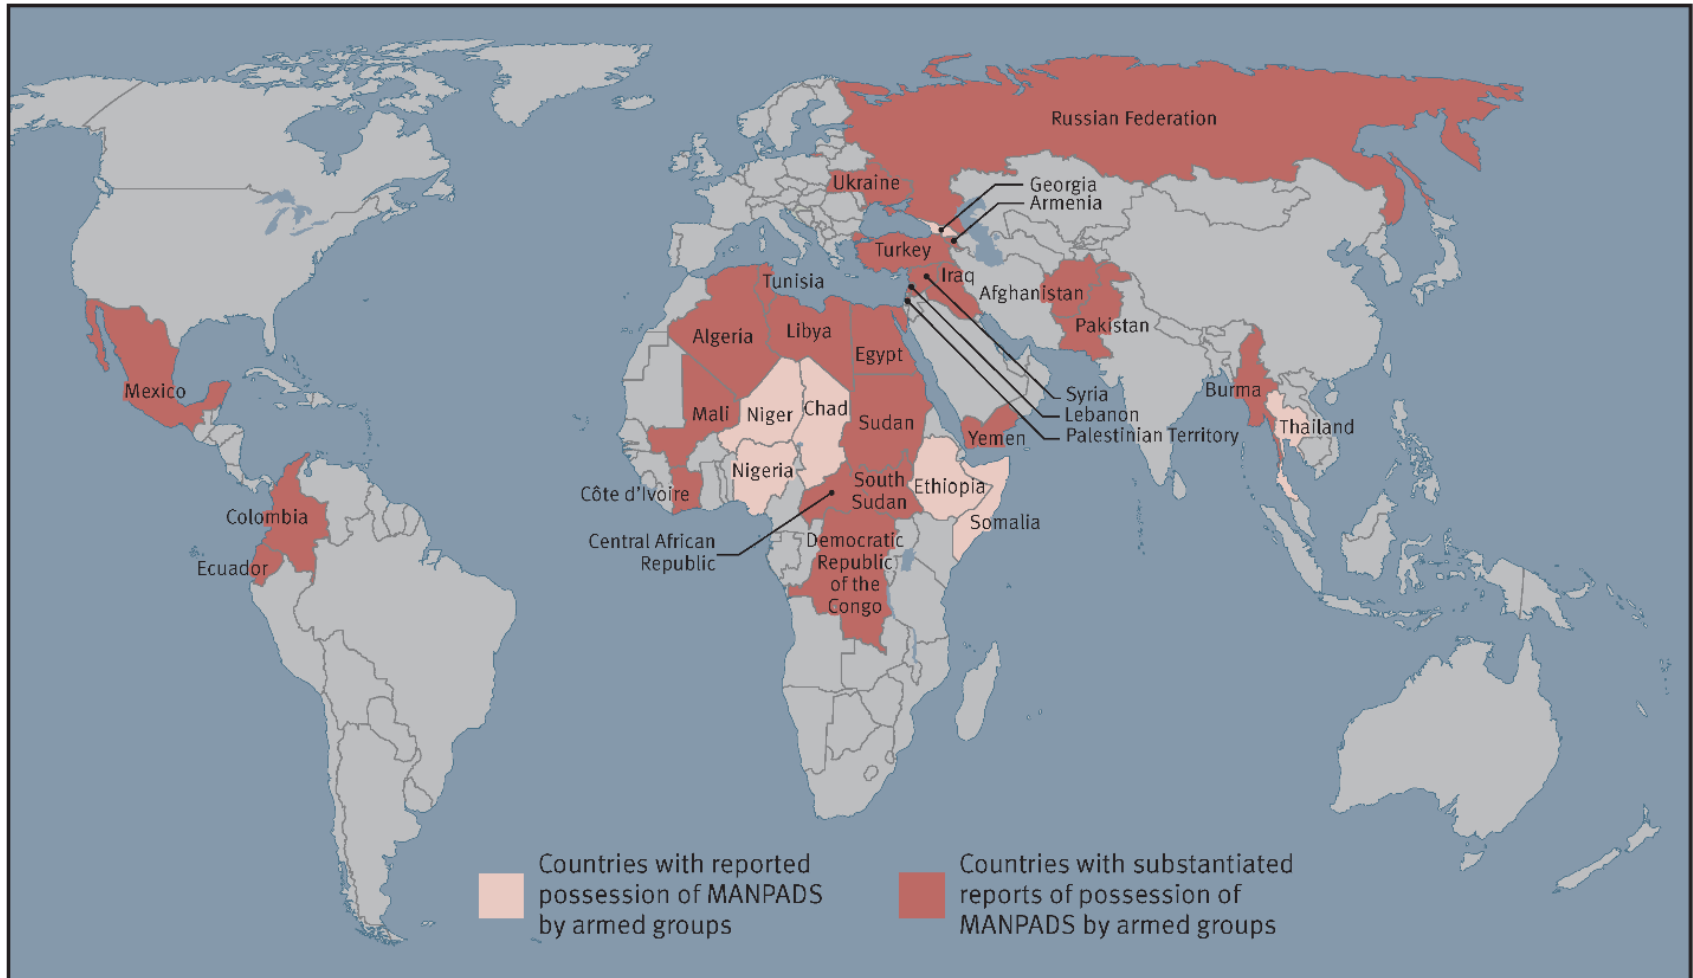 Russian Federation
Ukraine
Georgia
Armenia
Turkey
Tunisia
Iraq
Afghanistan
Algeria
Libya
Pakistan
Egypt
Mexico
Burma
Syria
Mali
Niger
Chad
Lebanon
Sudan
Thailand
Yemen
Palestinian Territory
Nigeria
South
Sudan
Ethiopia
Côte d'Ivoire
Colombia
Somalia
Central African
Republic
Democratic
Republic
of the
Congo
Ecuador
Countries with reported
possession of MANPADS
by armed groups
Countries with substantiated
reports of possession of
MANPADS by armed groups